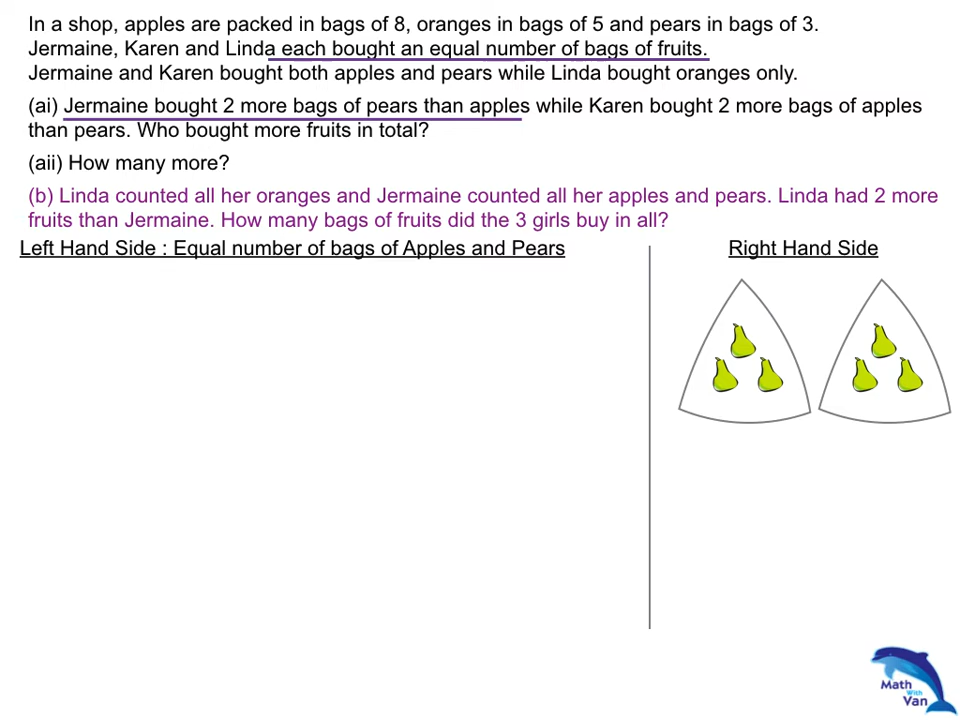 In a shop, apples are packed in bags of 8, oranges in bags of 5 and pears in bags of 3.
Jermaine, Karen and Linda each bought an equal number of bags of fruits.
Jermaine and Karen bought both apples and pears while Linda bought oranges only.
(ai) Jermaine bought 2 more bags of pears than apples while Karen bought 2 more bags of apples
than pears. Who bought more fruits in total?
(aii) How many more?
(b) Linda counted all her oranges and Jermaine counted all her apples and pears. Linda had 2 more
fruits than Jermaine. How many bags of fruits did the 3 girls buy in all?
Left Hand Side : Equal number of bags of Apples and Pears
Right Hand Side
Math
With
Van